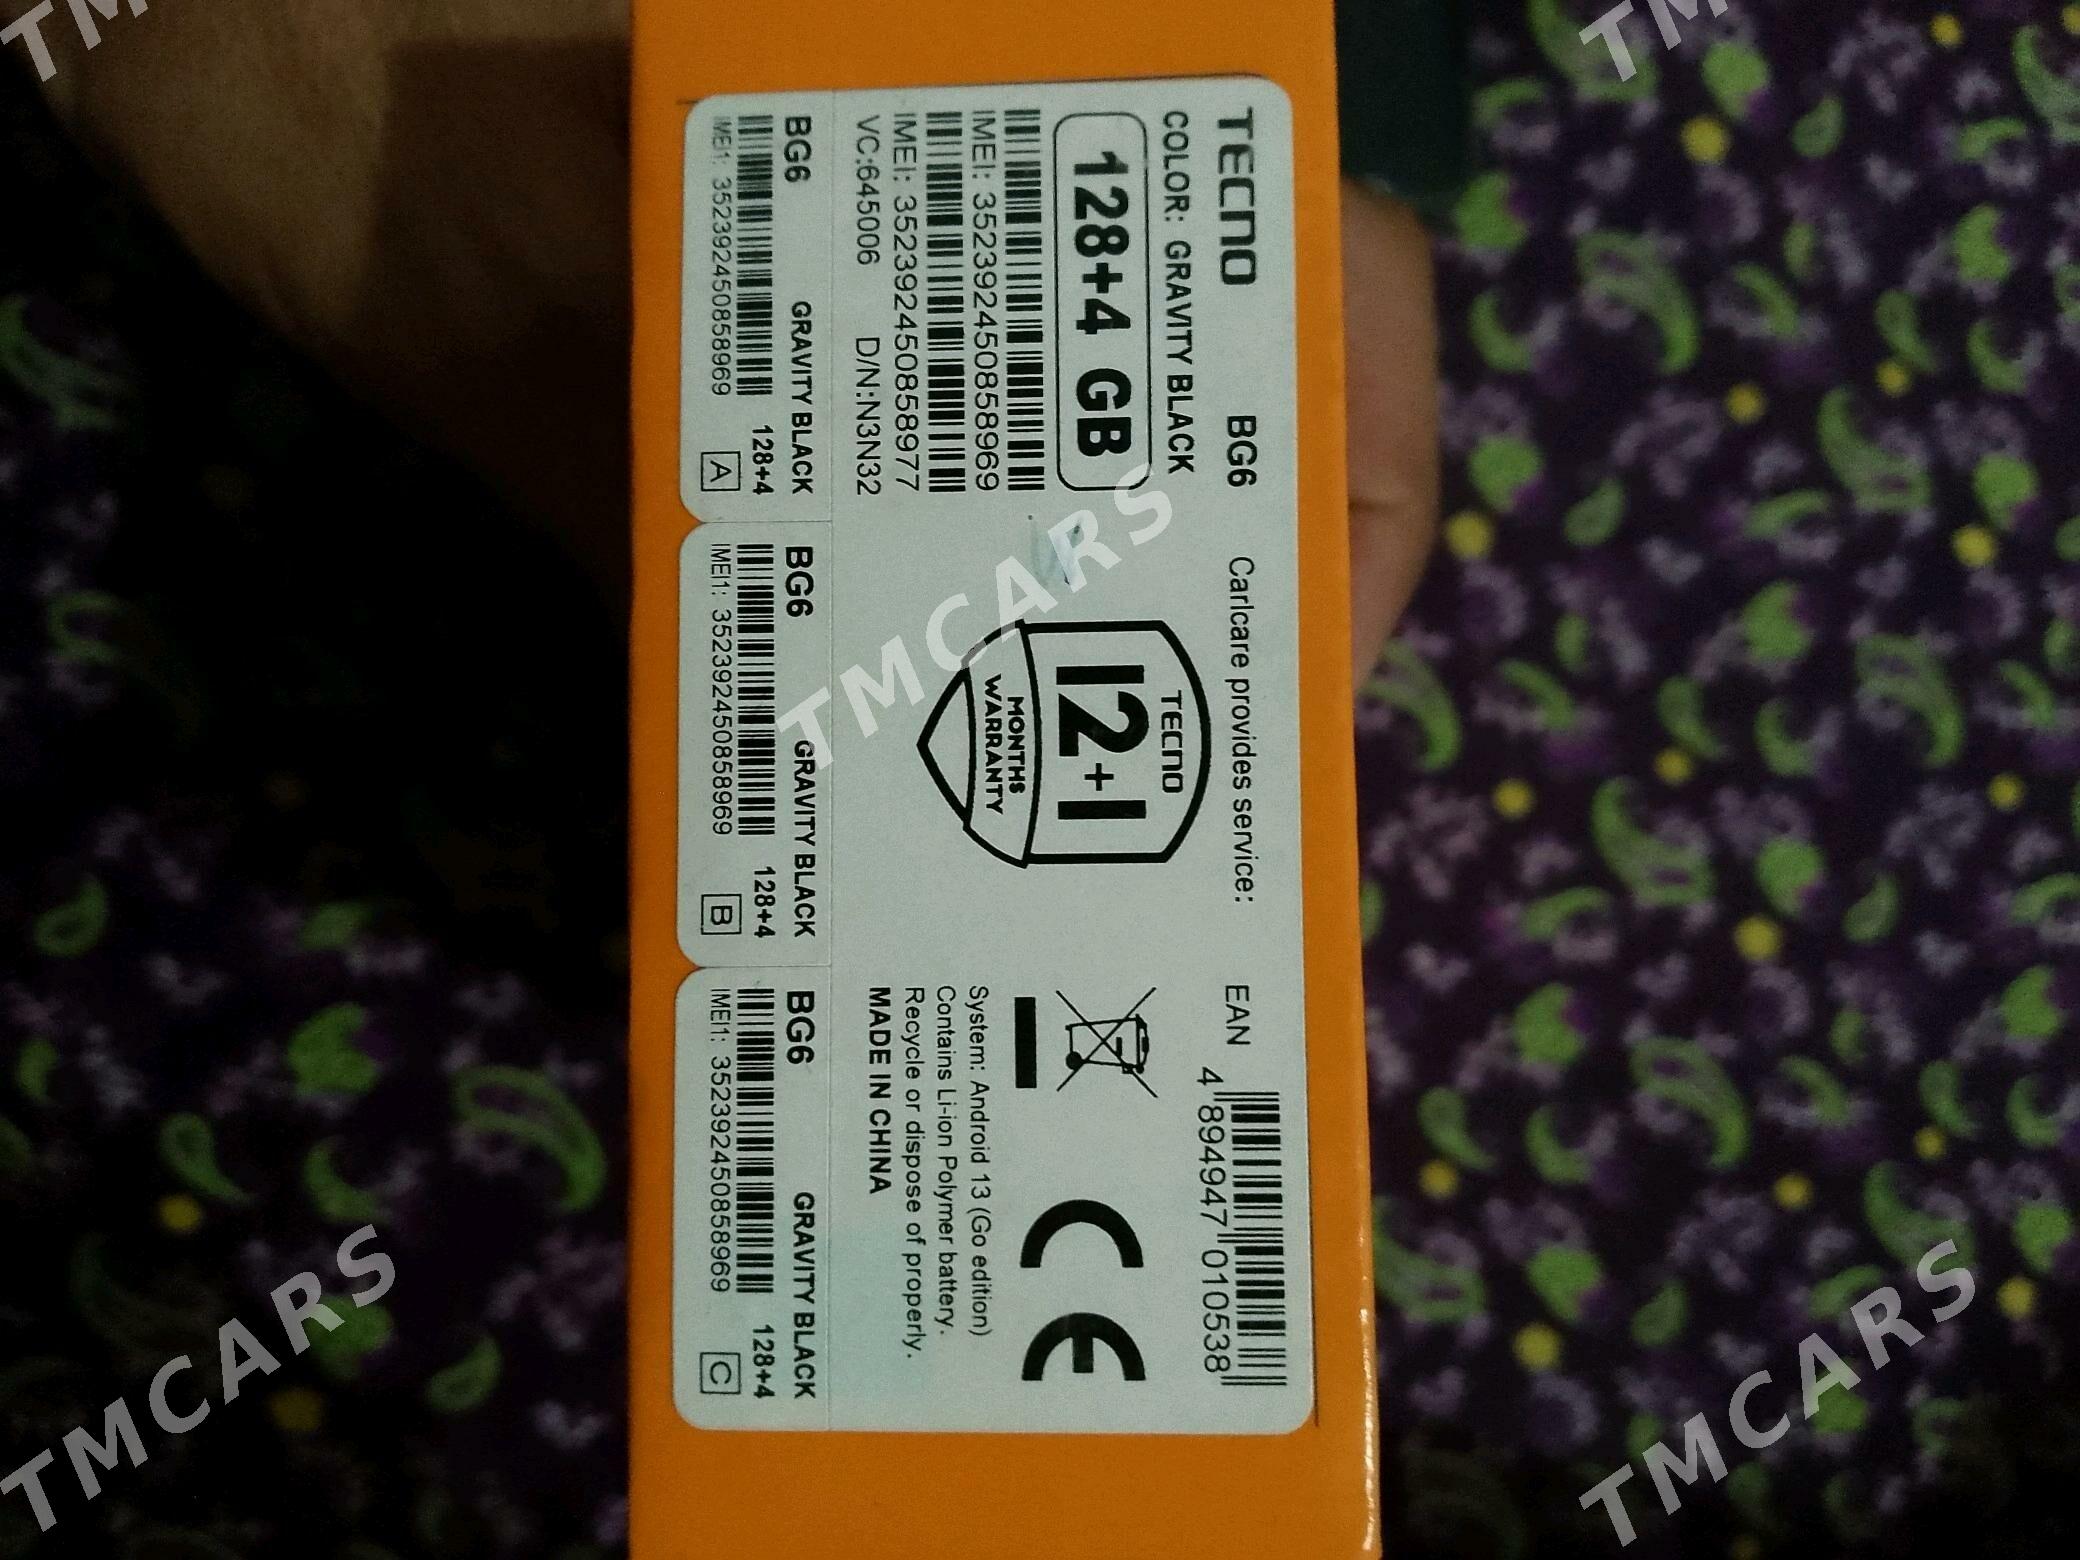 TECNO BG6 Carlcare provides service: EAN
COLOR: GRAVITY BLACK
128+4 GB
IMEI: 352392450858969
IMEI: 352392450858977
VC:645006 D/N:N3N32
TECNO
12+1
MONTHS
WARRANTY
4 894947 010538
CE
System: Android 13 (Go edition)
Contains Li-ion Polymer battery.
Recycle or dispose of properly.
MADE IN CHINA
BG6 GRAVITY BLACK
128+4
IMEI1: 352392450858969 A
BG6 GRAVITY BLACK
128+4
IMEI1: 352392450858969 B
BG6 GRAVITY BLACK
128+4
IMEI1: 352392450858969 C
TMCARS
TMCARS
TMCARS
TM
TM